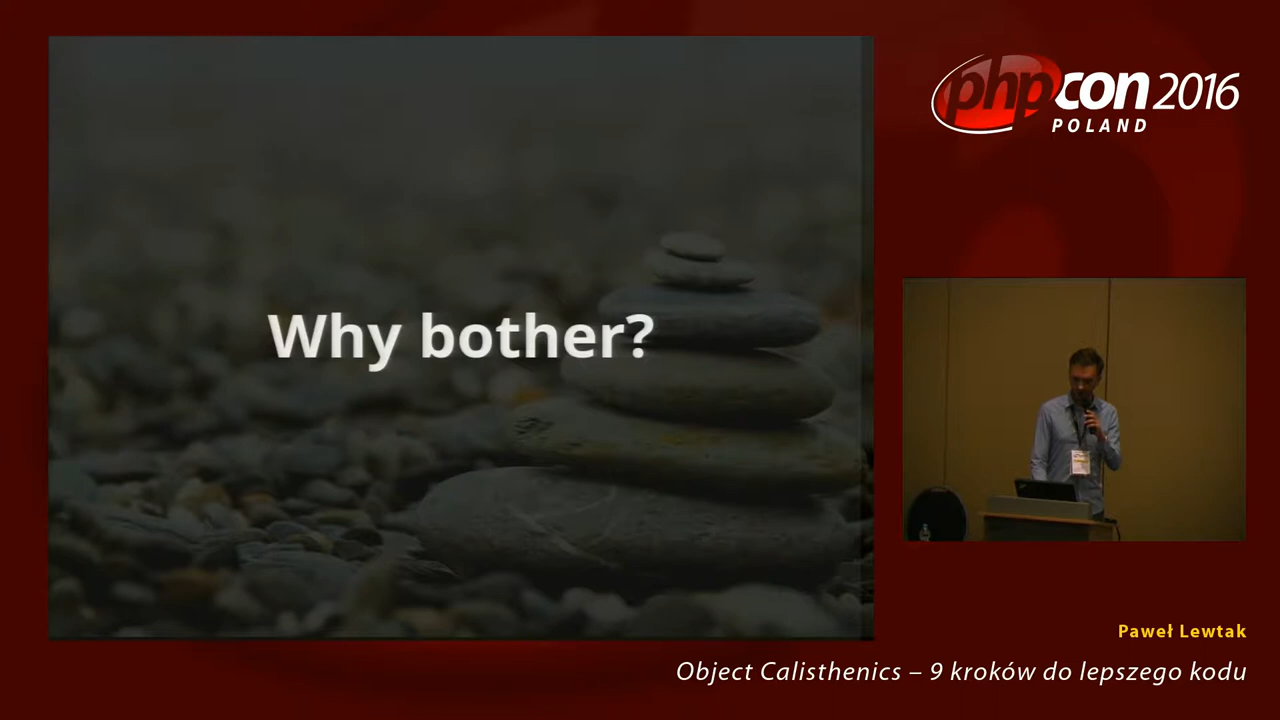 Why bother?
phpcon 2016
POLAND
Paweł Lewtak
Object Calisthenics – 9 kroków do lepszego kodu